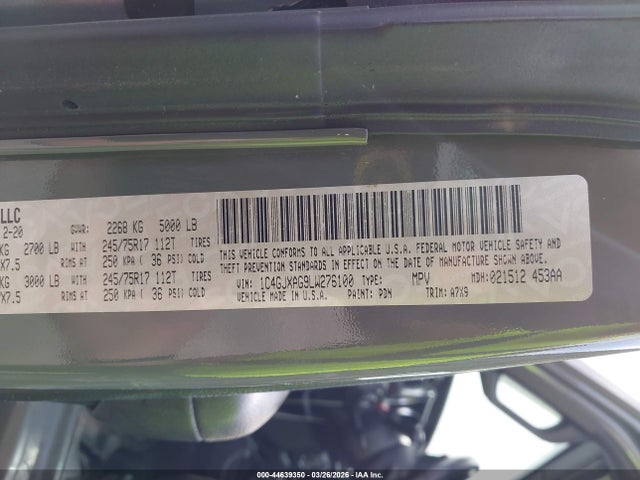 LLC
2-20 GVWR: 2268 KG 5000 LB
KG 2700 LB WITH 245/75R17 112T TIRES
X7.5 RIMS AT 250 KPA ( 36 PSI) COLD
KG 3000 LB WITH 245/75R17 112T TIRES
X7.5 RIMS AT 250 KPA ( 36 PSI) COLD
THIS VEHICLE CONFORMS TO ALL APPLICABLE U.S.A. FEDERAL MOTOR VEHICLE SAFETY AND
THEFT PREVENTION STANDARDS IN EFFECT ON THE DATE OF MANUFACTURE SHOWN ABOVE.
VIN: 1C4GJXAG9LW276100 TYPE: MPV MDH: 021512 453AA
VEHICLE MADE IN U.S.A. PAINT: PDN TRIM: A7X9
000-44639350 | 03/26/2026 - IAA Inc.